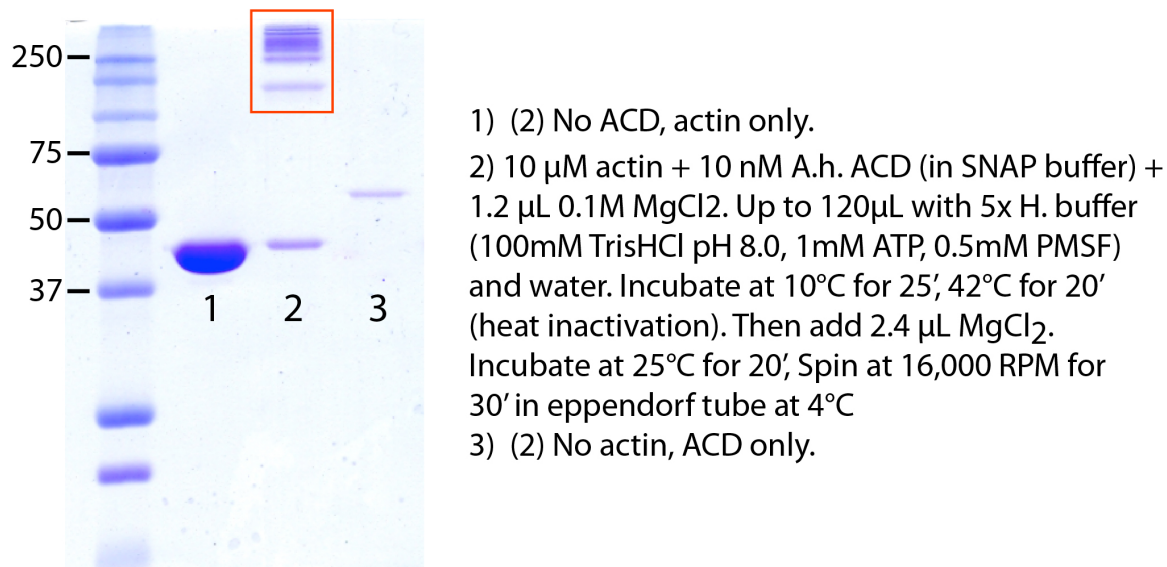 250
75
50
37
1 2 3
1) (2) No ACD, actin only.
2) 10 µM actin + 10 nM A.h. ACD (in SNAP buffer) +
1.2 µL 0.1M MgCl2. Up to 120µL with 5x H. buffer
(100mM TrisHCl pH 8.0, 1mM ATP, 0.5mM PMSF)
and water. Incubate at 10°C for 25’, 42°C for 20’
(heat inactivation). Then add 2.4 µL MgCl₂.
Incubate at 25°C for 20’, Spin at 16,000 RPM for
30’ in eppendorf tube at 4°C
3) (2) No actin, ACD only.